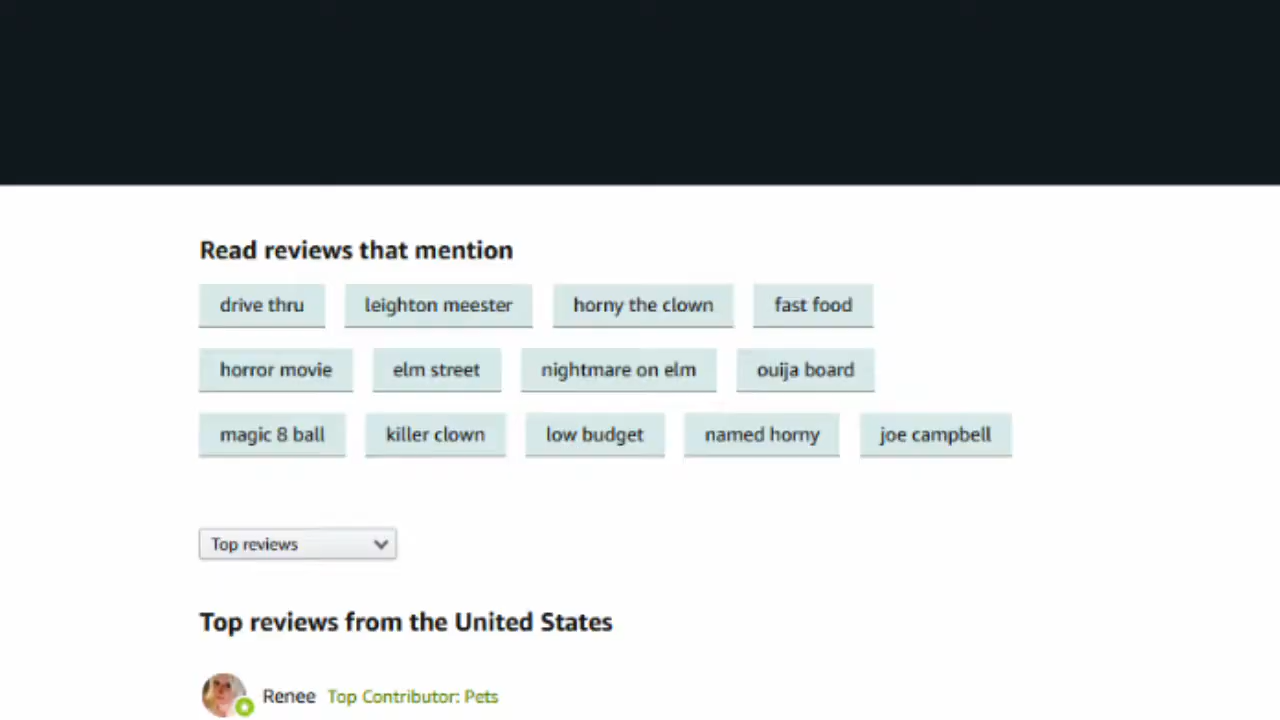 Read reviews that mention
drive thru leighton meester horny the clown fast food
horror movie elm street nightmare on elm ouija board
magic 8 ball killer clown low budget named horny joe campbell
Top reviews
Top reviews from the United States
Renee Top Contributor: Pets